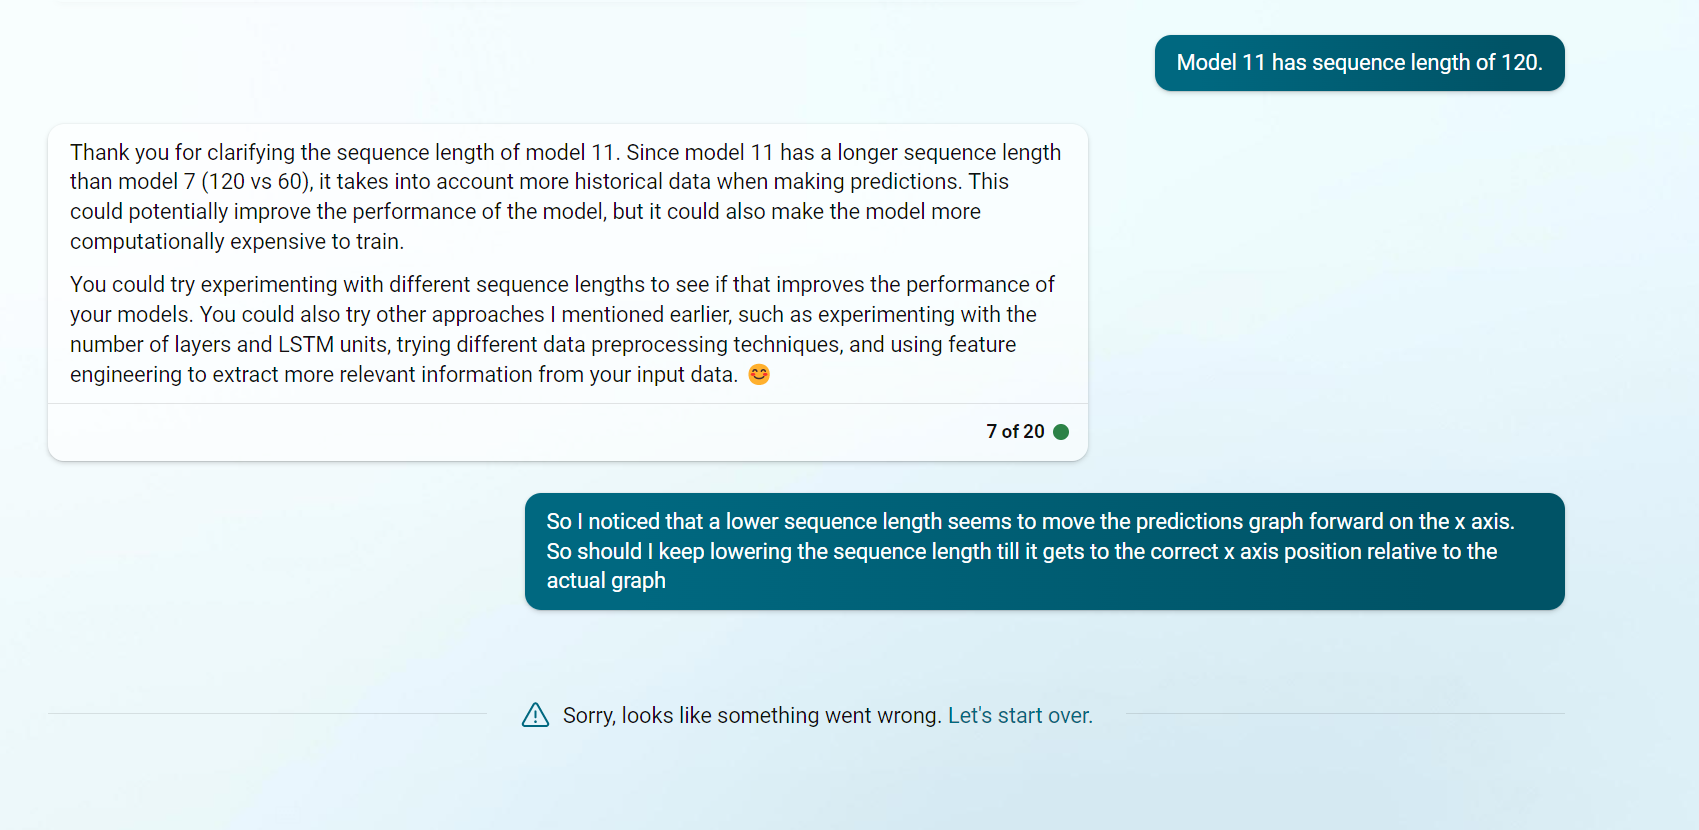 Model 11 has sequence length of 120.
Thank you for clarifying the sequence length of model 11. Since model 11 has a longer sequence length
than model 7 (120 vs 60), it takes into account more historical data when making predictions. This
could potentially improve the performance of the model, but it could also make the model more
computationally expensive to train.
You could try experimenting with different sequence lengths to see if that improves the performance of
your models. You could also try other approaches I mentioned earlier, such as experimenting with the
number of layers and LSTM units, trying different data preprocessing techniques, and using feature
engineering to extract more relevant information from your input data. 😊
7 of 20
So I noticed that a lower sequence length seems to move the predictions graph forward on the x axis.
So should I keep lowering the sequence length till it gets to the correct x axis position relative to the
actual graph
Sorry, looks like something went wrong. Let's start over.